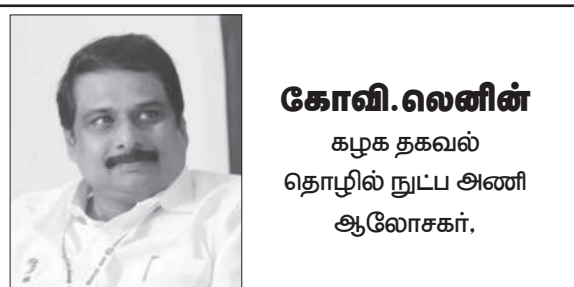 கோவி.லெனின்
கழக தகவல்
தொழில் நுட்ப அணி
ஆலோசகர்,